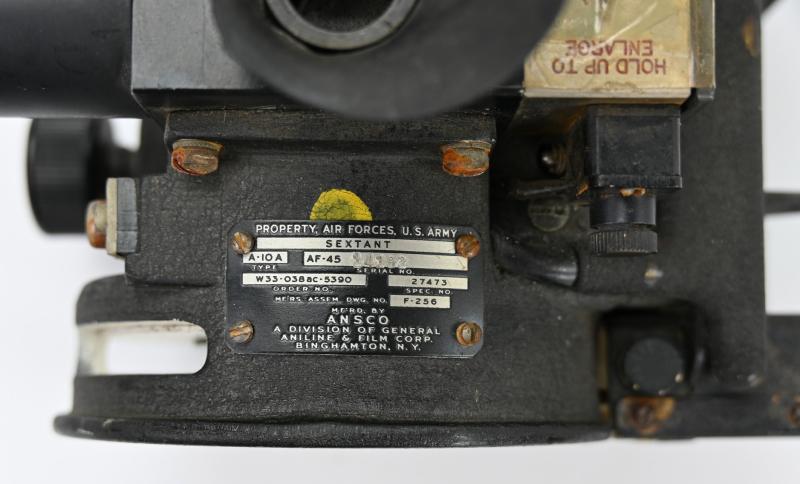 HOLD UP TO
ENLARGE
PROPERTY, AIR FORCES, U.S. ARMY
SEXTANT
A-10A AF-45
TYPE SERIAL NO.
W33-038ac-5390 27473
ORDER NO. SPEC. NO.
MFRS. ASSEM. DWG. NO. F-256
MF'RD. BY
ANSCO
A DIVISION OF GENERAL
ANILINE & FILM CORP.
BINGHAMTON, N.Y.